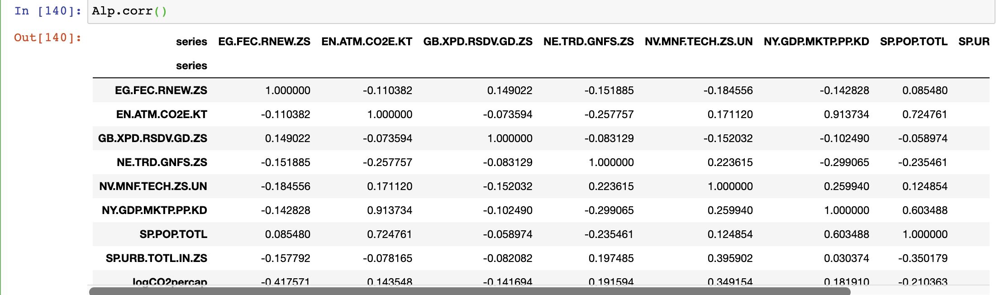 In [140]: Alp.corr()
Out[140]:
series EG.FEC.RNEW.ZS EN.ATM.CO2E.KT GB.XPD.RSDV.GD.ZS NE.TRD.GNFS.ZS NV.MNF.TECH.ZS.UN NY.GDP.MKTP.PP.KD SP.POP.TOTL SP.UR
series
EG.FEC.RNEW.ZS 1.000000 -0.110382 0.149022 -0.151885 -0.184556 -0.142828 0.085480
EN.ATM.CO2E.KT -0.110382 1.000000 -0.073594 -0.257757 0.171120 0.913734 0.724761
GB.XPD.RSDV.GD.ZS 0.149022 -0.073594 1.000000 -0.083129 -0.152032 -0.102490 -0.058974
NE.TRD.GNFS.ZS -0.151885 -0.257757 -0.083129 1.000000 0.223615 -0.299065 -0.235461
NV.MNF.TECH.ZS.UN -0.184556 0.171120 -0.152032 0.223615 1.000000 0.259940 0.124854
NY.GDP.MKTP.PP.KD -0.142828 0.913734 -0.102490 -0.299065 0.259940 1.000000 0.603488
SP.POP.TOTL 0.085480 0.724761 -0.058974 -0.235461 0.124854 0.603488 1.000000
SP.URB.TOTL.IN.ZS -0.157792 -0.078165 -0.082082 0.197485 0.395902 0.030374 -0.350179
logCO2percap -0.417571 0.143548 -0.141694 0.191594 0.349154 0.181910 -0.210363